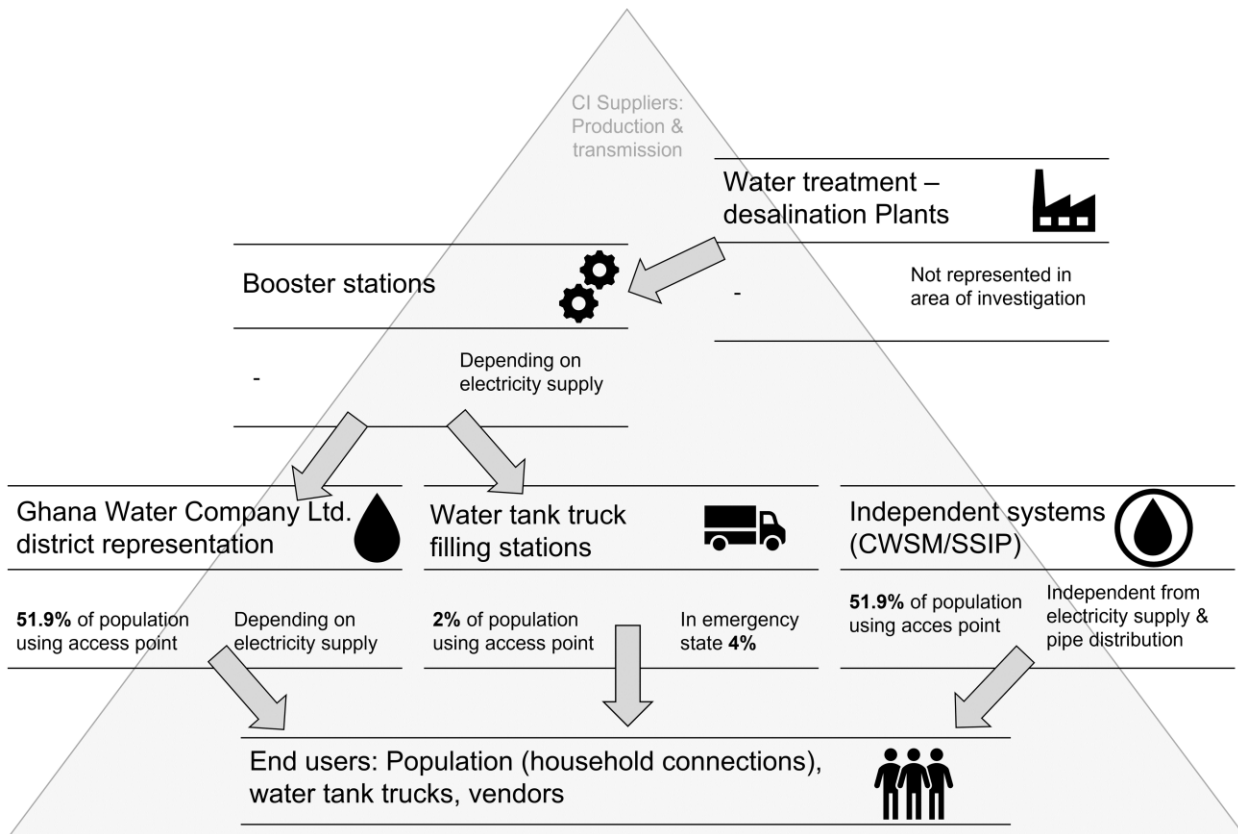 CI Suppliers:
Production &
transmission
Water treatment –
desalination Plants
-
Not represented in
area of investigation
Booster stations
-
Depending on
electricity supply
Ghana Water Company Ltd.
district representation
51.9% of population
using access point
Depending on
electricity supply
Water tank truck
filling stations
2% of population
using access point
In emergency
state 4%
Independent systems
(CWSM/SSIP)
51.9% of population
using acces point
Independent from
electricity supply &
pipe distribution
End users: Population (household connections),
water tank trucks, vendors